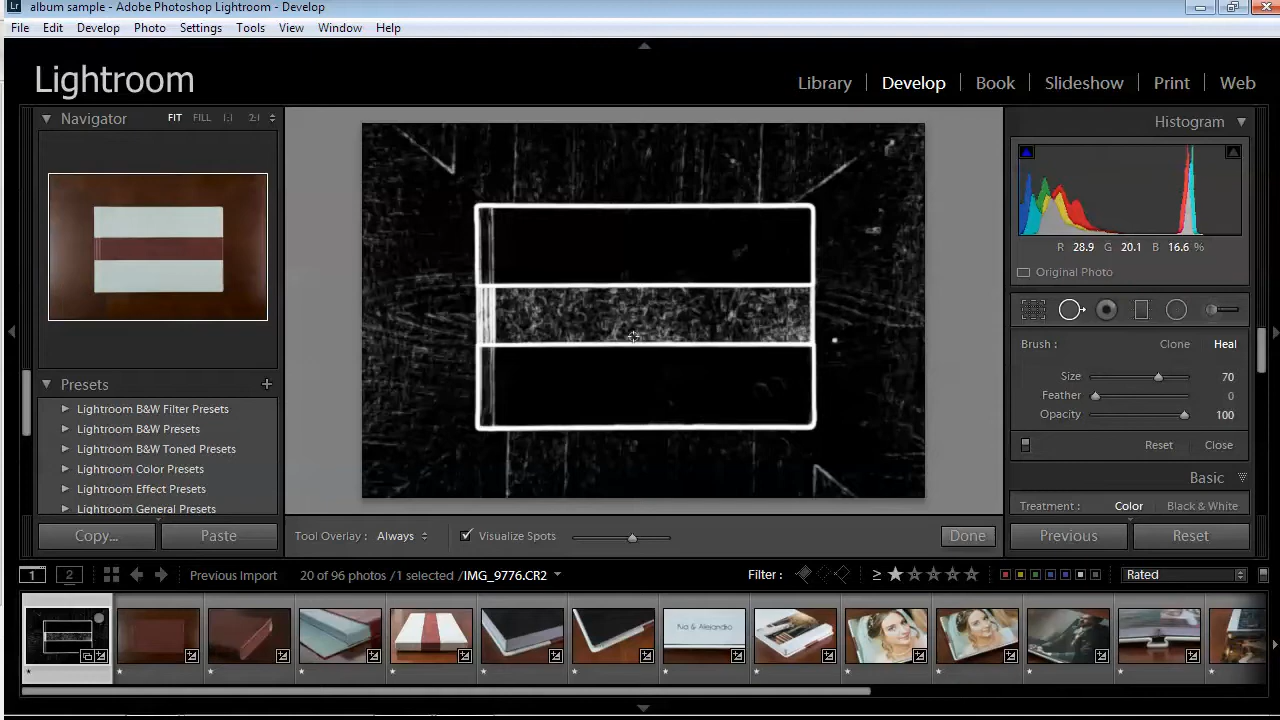 album sample - Adobe Photoshop Lightroom - Develop
File Edit Develop Photo Settings Tools View Window Help
Lightroom
Library Develop Book Slideshow Print Web
Navigator FIT FILL 1:1 2:1
Histogram
R 28.9 G 20.1 B 16.6 %
Original Photo
Brush : Clone Heal
Size 70
Feather 0
Opacity 100
Reset Close
Basic
Treatment : Color Black & White
Previous Reset
Presets
Lightroom B&W Filter Presets
Lightroom B&W Presets
Lightroom B&W Toned Presets
Lightroom Color Presets
Lightroom Effect Presets
Lightroom General Presets
Copy... Paste
Tool Overlay : Always Visualize Spots Done
1 2 Previous Import 20 of 96 photos /1 selected /IMG_9776.CR2 Filter : Rated